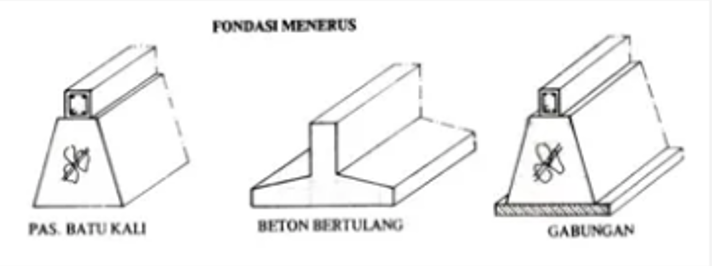 FONDASI MENERUS
PAS. BATU KALI
BETON BERTULANG
GABUNGAN